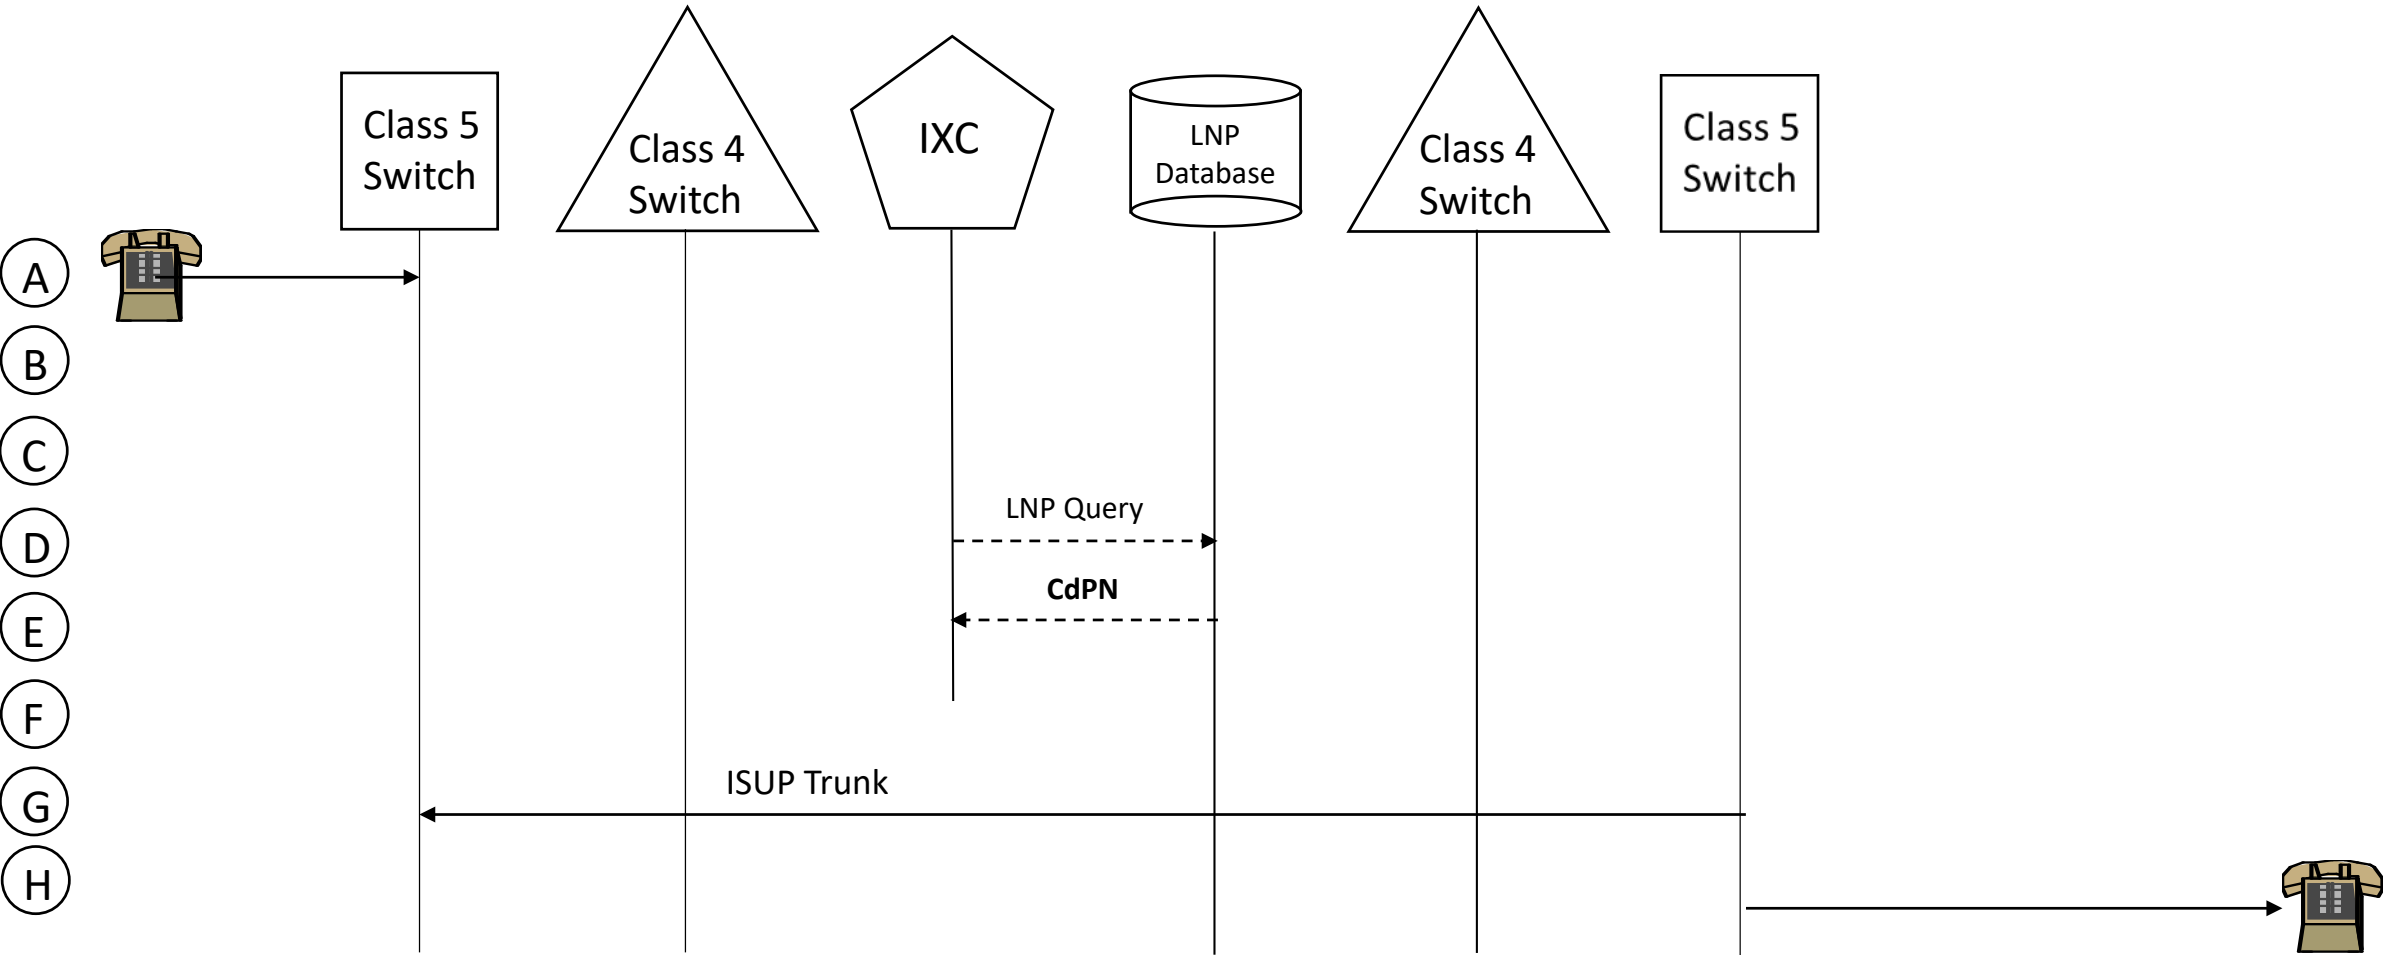 Class 5
Switch
Class 4
Switch
IXC
LNP
Database
Class 4
Switch
Class 5
Switch
A
B
C
LNP Query
D
CdPN
E
F
ISUP Trunk
G
H